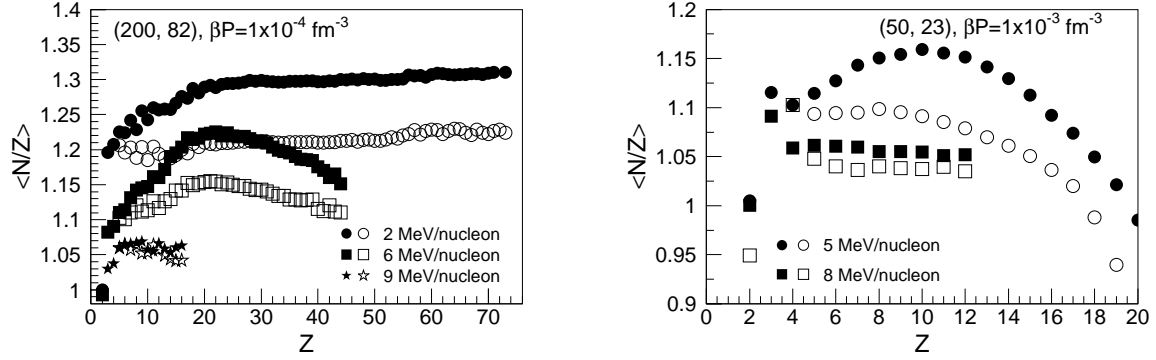 (200, 82), βP=1x10⁻⁴ fm⁻³
<N/Z>
1.4
1.35
1.3
1.25
1.2
1.15
1.1
1.05
1
0 10 20 30 40 50 60 70
Z
2 MeV/nucleon
6 MeV/nucleon
9 MeV/nucleon
(50, 23), βP=1x10⁻³ fm⁻³
<N/Z>
1.2
1.15
1.1
1.05
1
0.95
0.9
0 2 4 6 8 10 12 14 16 18 20
Z
5 MeV/nucleon
8 MeV/nucleon